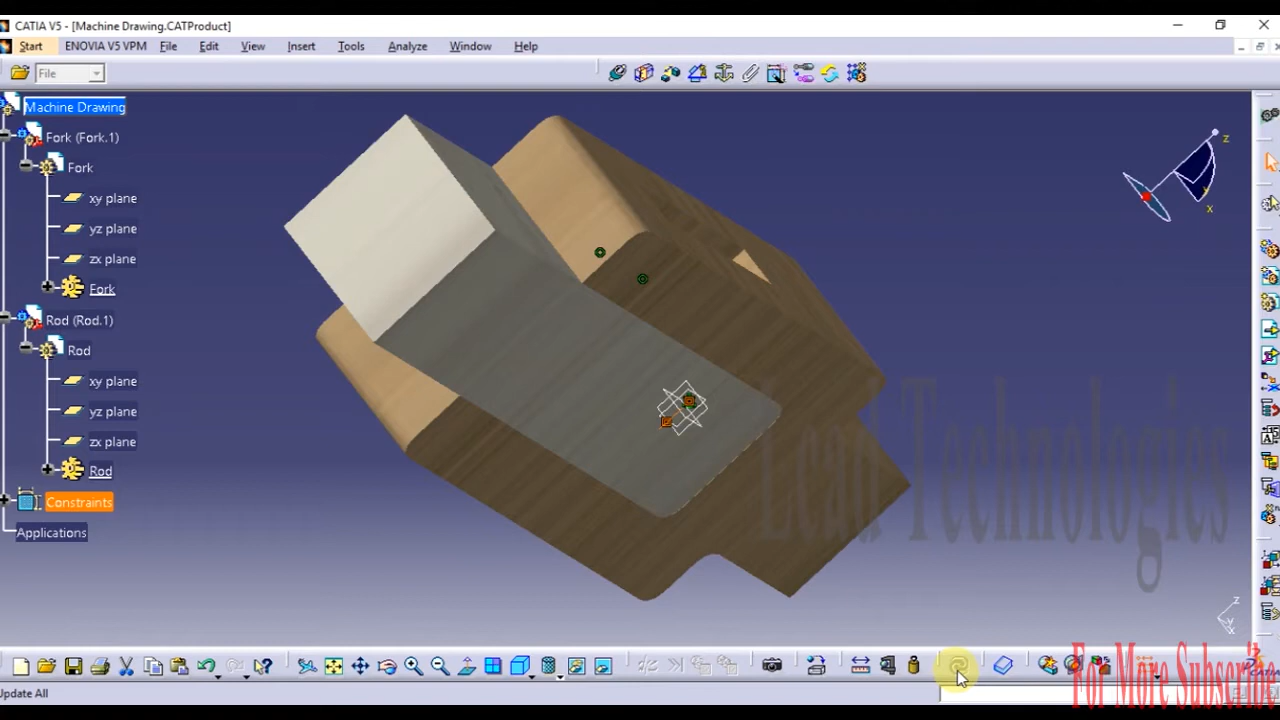 CATIA V5 - [Machine Drawing.CATProduct]
Start ENOVIA V5 VPM File Edit View Insert Tools Analyze Window Help
File
Machine Drawing
Fork (Fork.1)
Fork
xy plane
yz plane
zx plane
Fork
Rod (Rod.1)
Rod
xy plane
yz plane
zx plane
Rod
Constraints
Applications
z
y
x
Lead Technologies
z
y
x
For More Subscribe
CATIA
Update All